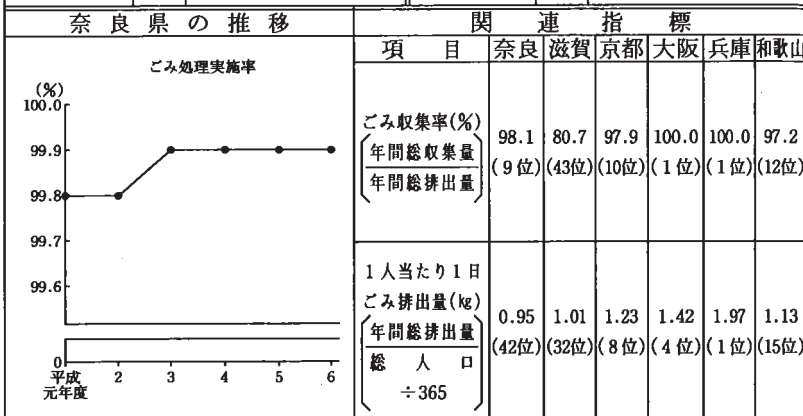 奈良県の推移
ごみ処理実施率
(%)
100.0
99.9
99.8
99.7
99.6
0
平成元年度 2 3 4 5 6
関連指標
項目 奈良 滋賀 京都 大阪 兵庫 和歌山
ごみ収集率(%)
年間総収集量
年間総排出量
98.1 80.7 97.9 100.0 100.0 97.2
(9位) (43位) (10位) (1位) (1位) (12位)
1人当たり1日
ごみ排出量(kg)
年間総排出量
総人口
÷365
0.95 1.01 1.23 1.42 1.97 1.13
(42位) (32位) (8位) (4位) (1位) (15位)